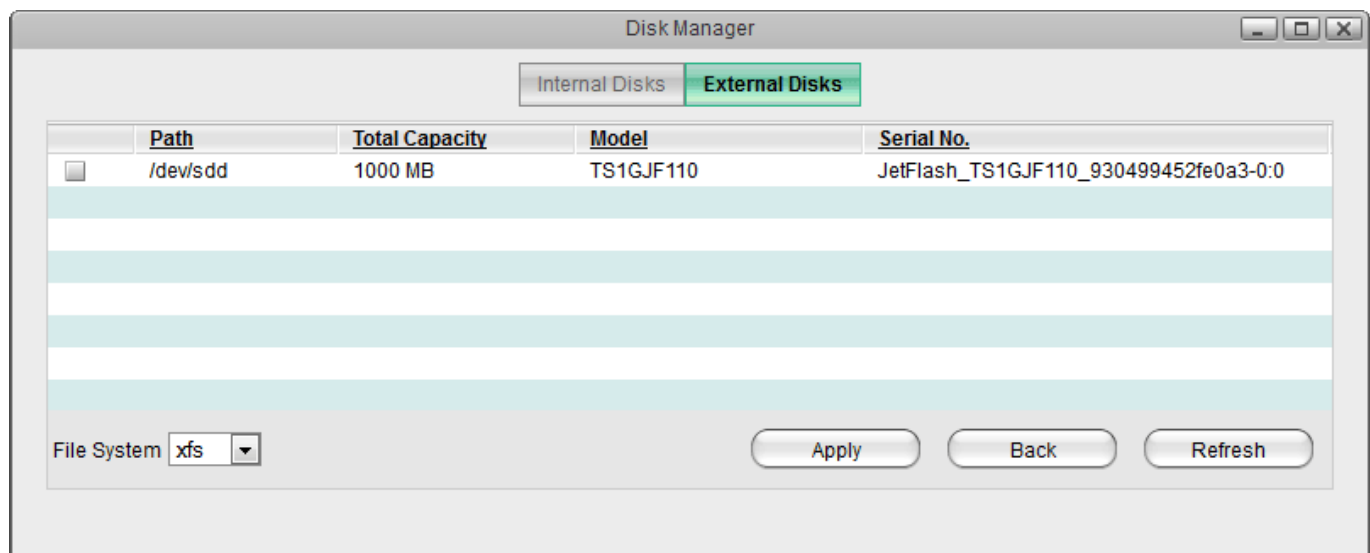 Disk Manager
Internal Disks External Disks
Path Total Capacity Model Serial No.
/dev/sdd 1000 MB TS1GJF110 JetFlash_TS1GJF110_930499452fe0a3-0:0
File System xfs Apply Back Refresh